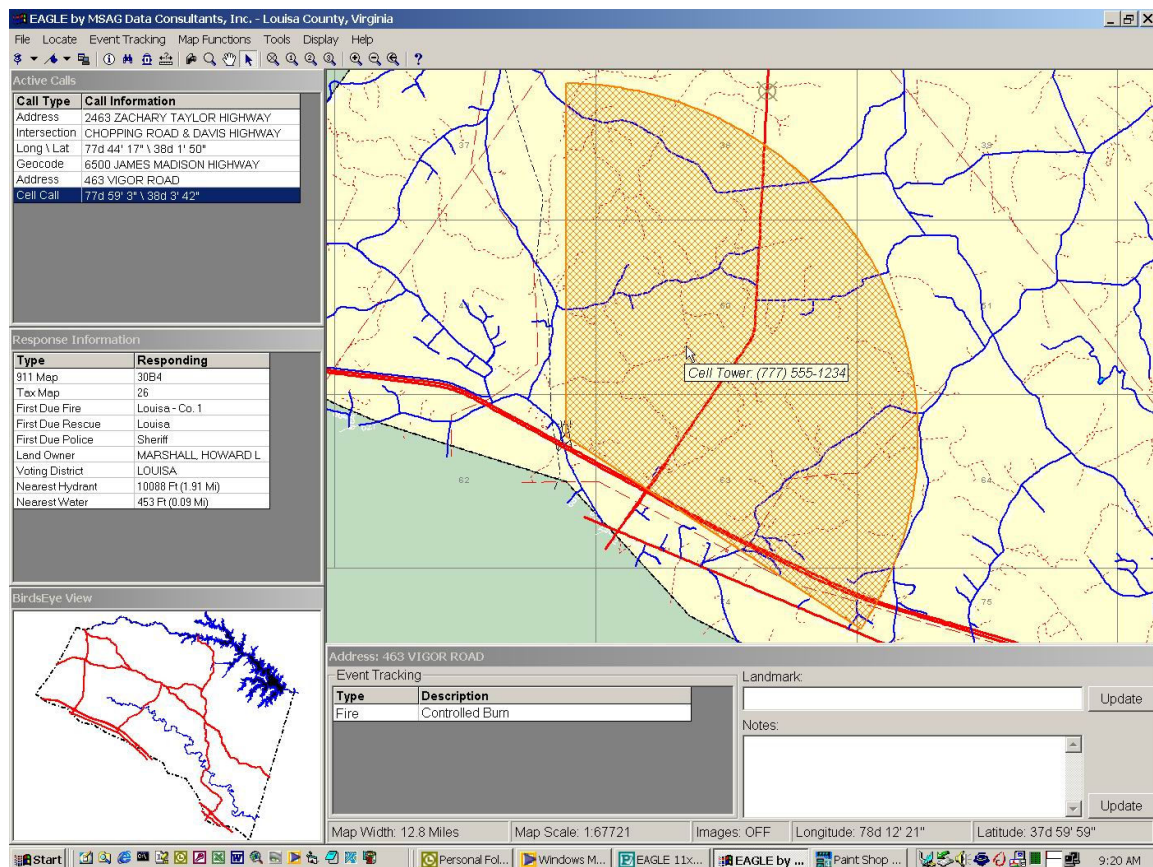 EAGLE by MSAG Data Consultants, Inc. - Louisa County, Virginia
File Locate Event Tracking Map Functions Tools Display Help
Active Calls
Call Type Call Information
Address 2463 ZACHARY TAYLOR HIGHWAY
Intersection CHOPPING ROAD & DAVIS HIGHWAY
Long \ Lat 77d 44' 17" \ 38d 1' 50"
Geocode 6500 JAMES MADISON HIGHWAY
Address 463 VIGOR ROAD
Cell Call 77d 59' 3" \ 38d 3' 42"
Response Information
Type Responding
911 Map 30B4
Tax Map 26
First Due Fire Louisa - Co. 1
First Due Rescue Louisa
First Due Police Sheriff
Land Owner MARSHALL, HOWARD L
Voting District LOUISA
Nearest Hydrant 10088 Ft (1.91 Mi)
Nearest Water 453 Ft (0.09 Mi)
BirdsEye View
37
39
Cell Tower: (777) 555-1234
62
64
75
Address: 463 VIGOR ROAD
Event Tracking
Type Description
Fire Controlled Burn
Landmark:
Update
Notes:
Update
Map Width: 12.8 Miles Map Scale: 1:67721 Images: OFF Longitude: 78d 12' 21" Latitude: 37d 59' 59"
Start Personal Fol... Windows M... EAGLE 11x... EAGLE by ... Paint Shop ... 9:20 AM